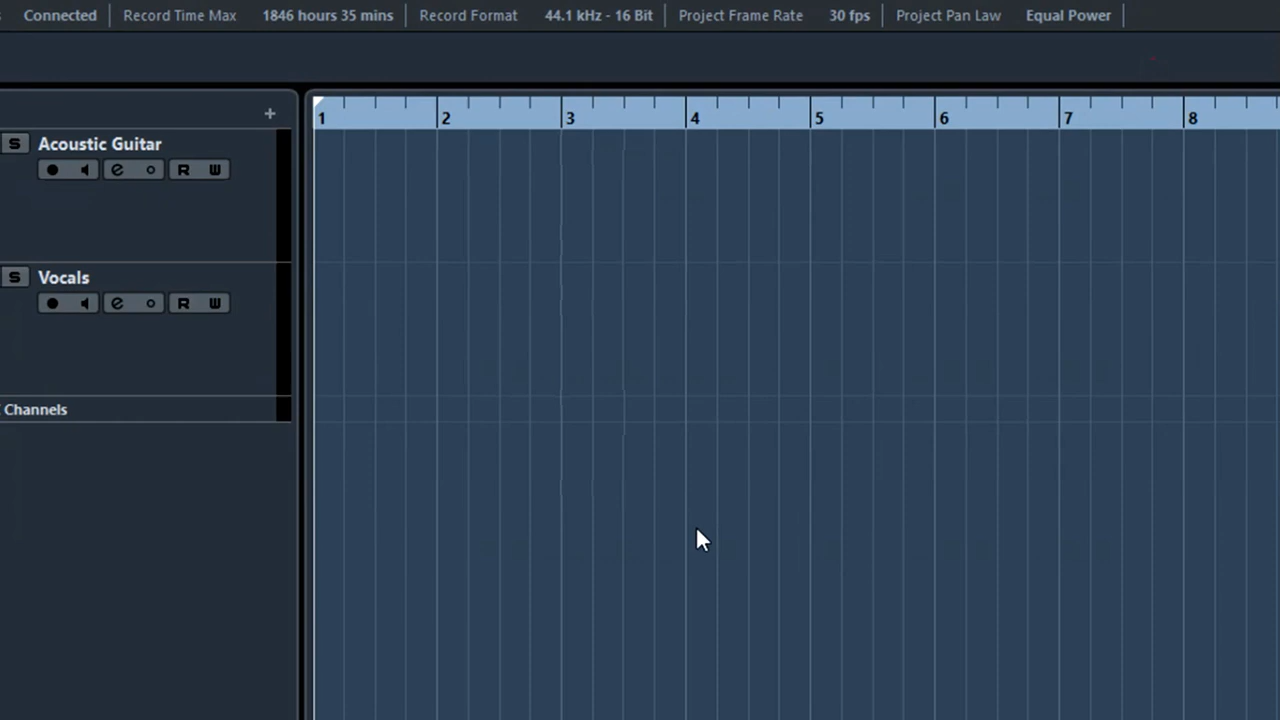 Connected Record Time Max 1846 hours 35 mins Record Format 44.1 kHz - 16 Bit Project Frame Rate 30 fps Project Pan Law Equal Power
+
1 2 3 4 5 6 7 8
S Acoustic Guitar
e R W
S Vocals
e R W
Channels